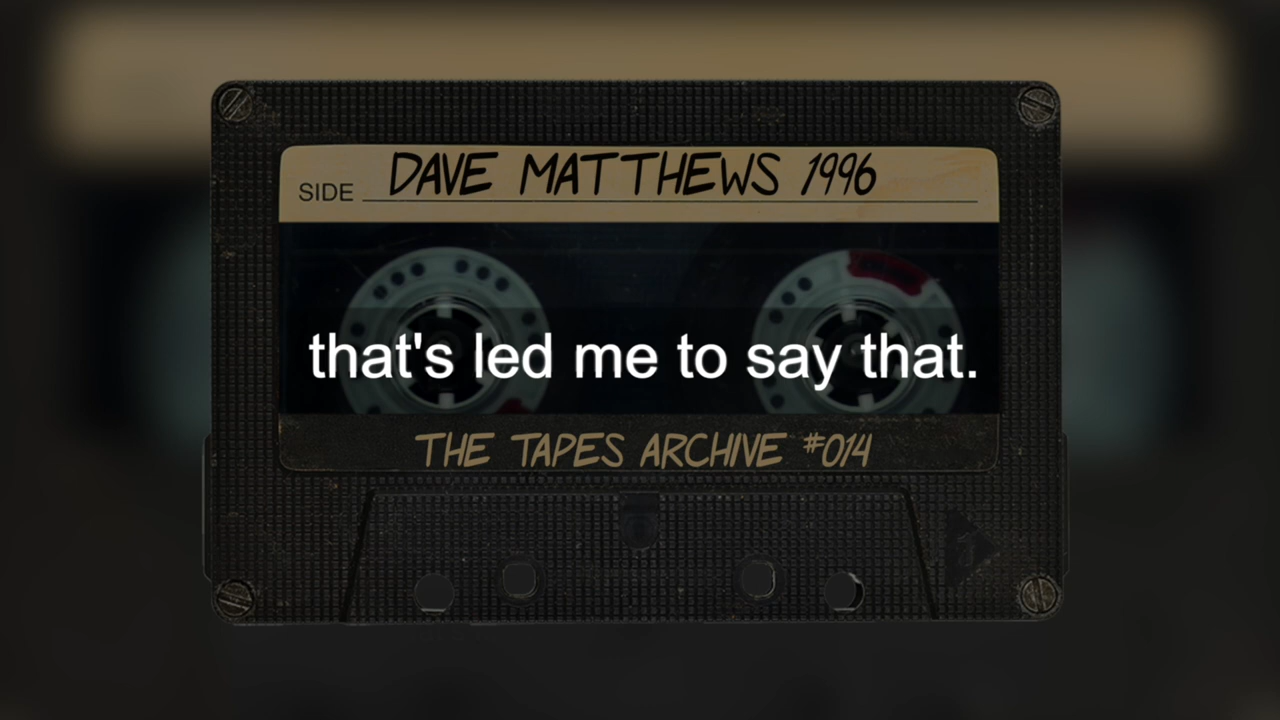 DAVE MATTHEWS 1996
SIDE
that's led me to say that.
THE TAPES ARCHIVE #014